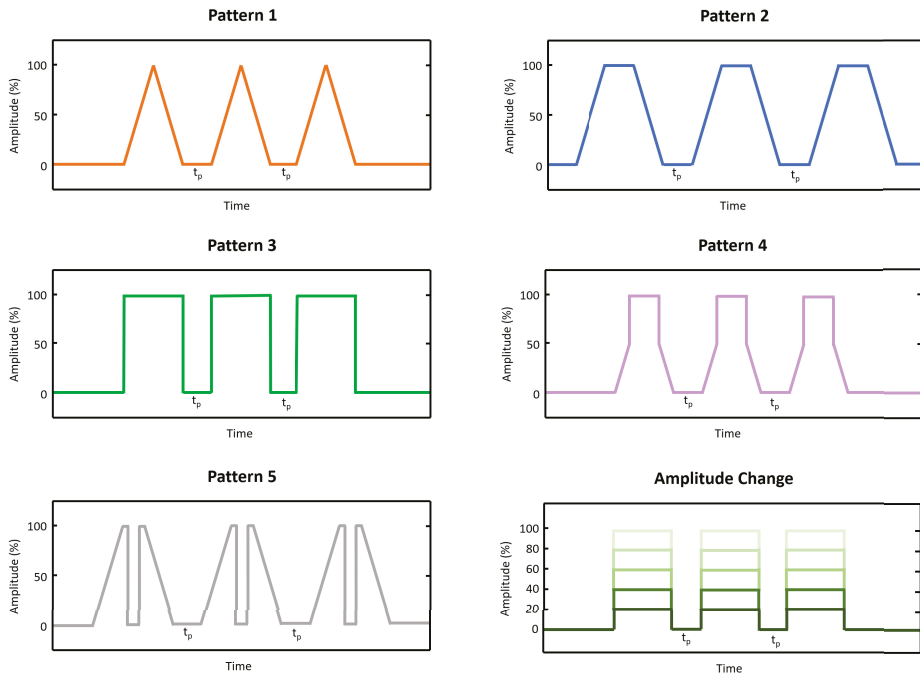 Pattern 1
Amplitude (%)
100
50
0
tp
tp
Time
Pattern 2
Amplitude (%)
100
50
0
tp
tp
Time
Pattern 3
Amplitude (%)
100
50
0
tp
tp
Time
Pattern 4
Amplitude (%)
100
50
0
tp
tp
Time
Pattern 5
Amplitude (%)
100
50
0
tp
tp
Time
Amplitude Change
Amplitude (%)
100
80
60
40
20
0
tp
tp
Time